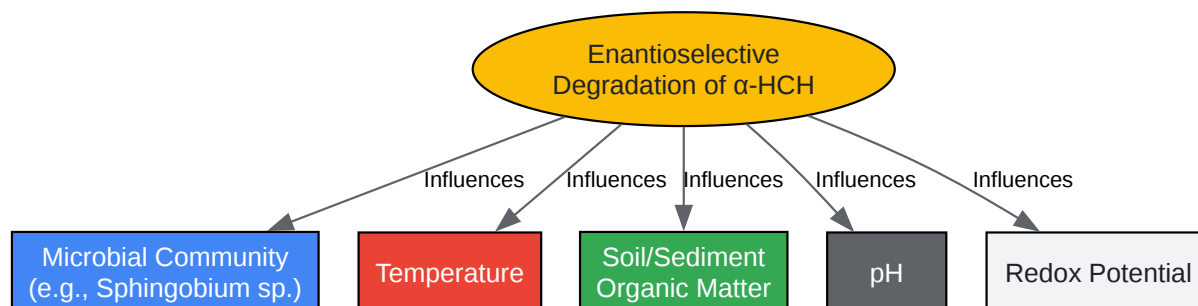 Enantioselective
Degradation of α-HCH
Influences
Influences
Influences
Influences
Influences
Microbial Community
(e.g., Sphingobium sp.)
Temperature
Soil/Sediment
Organic Matter
pH
Redox Potential